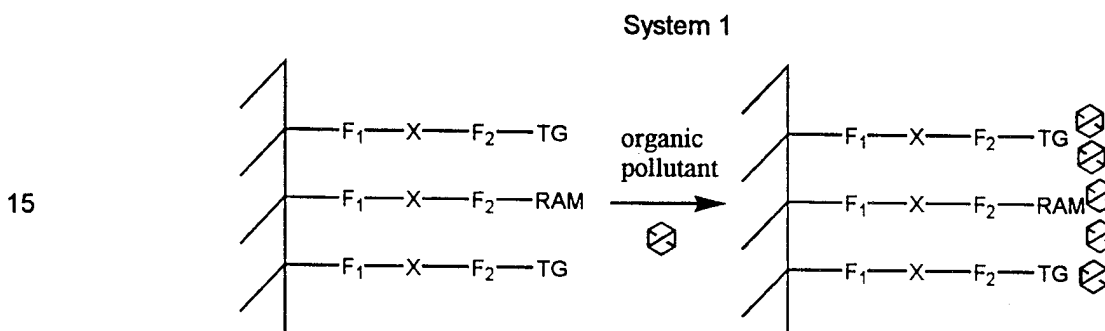 System 1
F₁—X—F₂—TG
organic
pollutant
15
F₁—X—F₂—RAM
F₁—X—F₂—TG
F₁—X—F₂—TG
F₁—X—F₂—RAM
F₁—X—F₂—TG